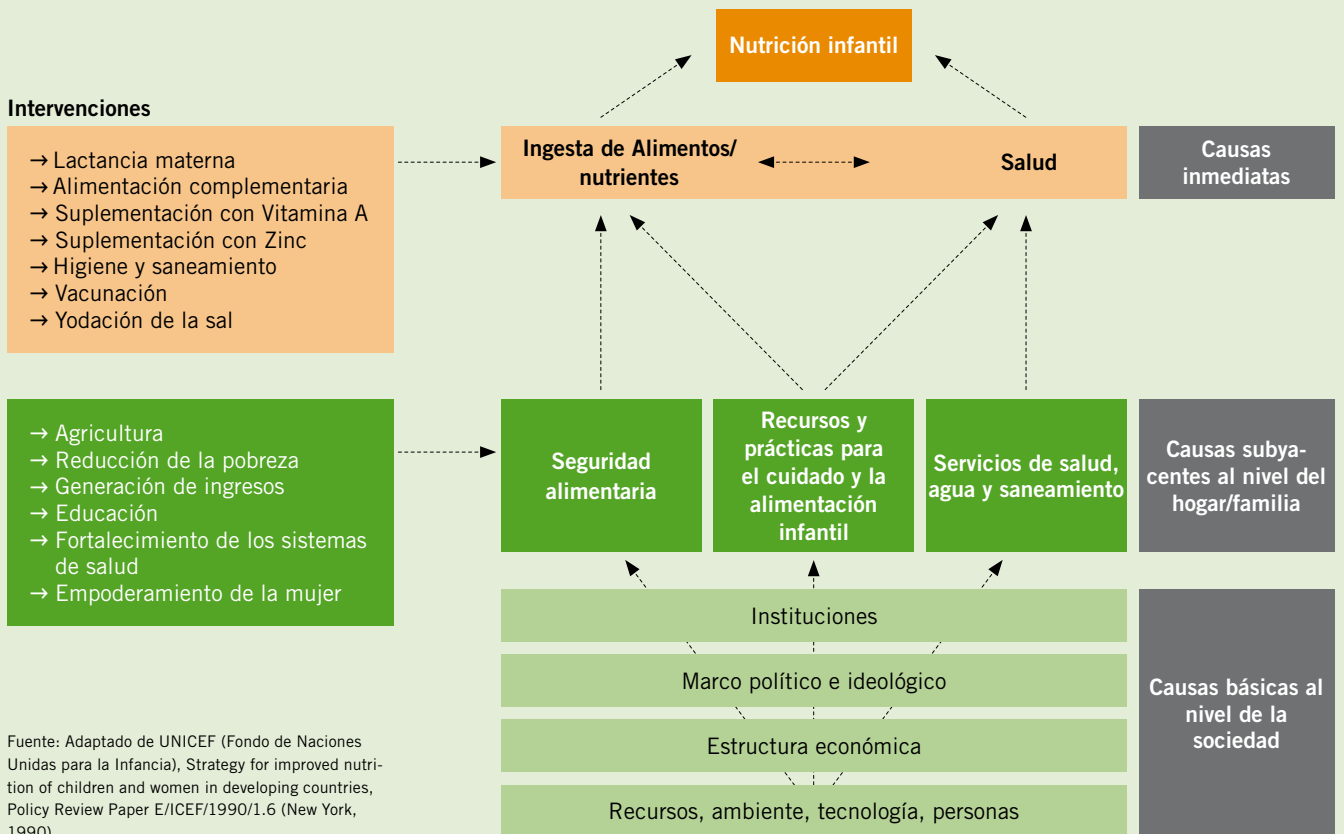 Nutrición infantil
Intervenciones
→ Lactancia materna
→ Alimentación complementaria
→ Suplementación con Vitamina A
→ Suplementación con Zinc
→ Higiene y saneamiento
→ Vacunación
→ Yodación de la sal
Ingesta de Alimentos/
nutrientes
Salud
Causas
inmediatas
→ Agricultura
→ Reducción de la pobreza
→ Generación de ingresos
→ Educación
→ Fortalecimiento de los sistemas
de salud
→ Empoderamiento de la mujer
Seguridad
alimentaria
Recursos y
prácticas para
el cuidado y la
alimentación
infantil
Servicios de salud,
agua y saneamiento
Causas subya-
centes al nivel del
hogar/familia
Instituciones
Marco político e ideológico
Estructura económica
Recursos, ambiente, tecnología, personas
Causas básicas al
nivel de la
sociedad
Fuente: Adaptado de UNICEF (Fondo de Naciones
Unidas para la Infancia), Strategy for improved nutri-
tion of children and women in developing countries,
Policy Review Paper E/ICEF/1990/1.6 (New York,
1990)